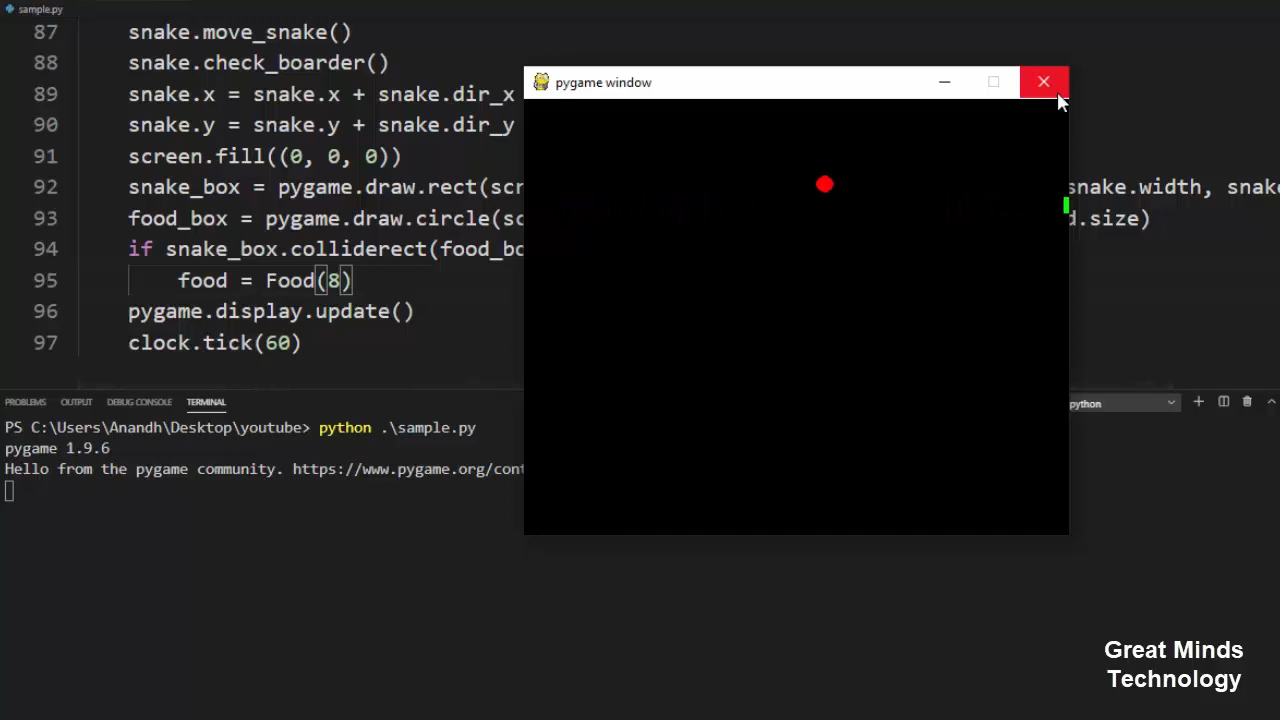 sample.py
87 snake.move_snake()
88 snake.check_boarder()
89 snake.x = snake.x + snake.dir_x
90 snake.y = snake.y + snake.dir_y
91 screen.fill((0, 0, 0))
92 snake_box = pygame.draw.rect(scr snake.width, snake
93 food_box = pygame.draw.circle(sc d.size)
94 if snake_box.colliderect(food_bo
95 food = Food(8)
96 pygame.display.update()
97 clock.tick(60)
pygame window
PROBLEMS OUTPUT DEBUG CONSOLE TERMINAL
python
PS C:\Users\Anandh\Desktop\youtube> python .\sample.py
pygame 1.9.6
Hello from the pygame community. https://www.pygame.org/cont
Great Minds
Technology